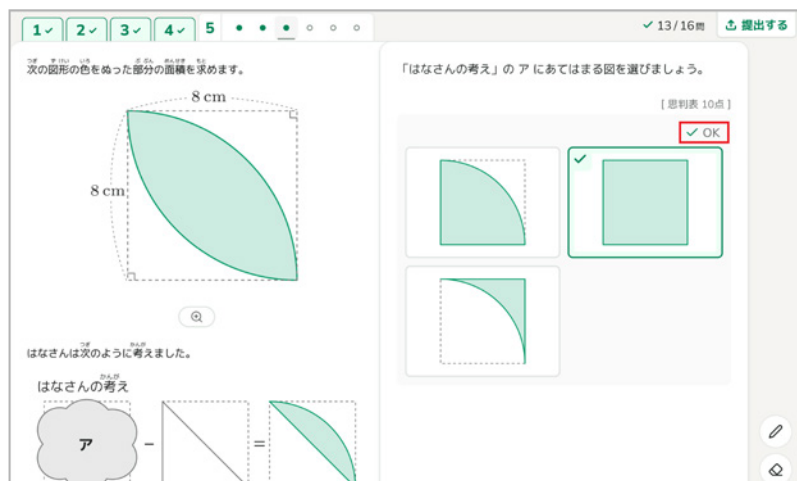 1✓ 2✓ 3✓ 4✓ 5
✓ 13/16問 提出する
次の図形の色をぬった部分の面積を求めます。
8 cm
8 cm
はなさんは次のように考えました。
はなさんの考え
ア － ＝
「はなさんの考え」の ア にあてはまる図を選びましょう。
[ 思判表 10点 ]
✓ OK